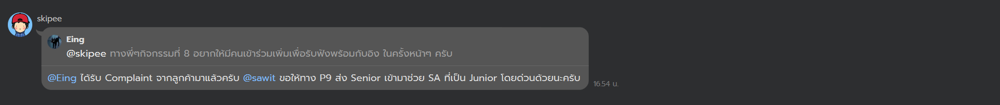 skipee
Eing
@skipee ทางพี่ๆกิจกรรมที่ 8 อยากให้มีคนเข้าร่วมเพิ่มเพื่อรับฟังพร้อมกับอิง ในครั้งหน้าๆ ครับ
@Eing ได้รับ Complaint จากลูกค้ามาแล้วครับ @sawit ขอให้ทาง P9 ส่ง Senior เข้ามาช่วย SA ที่เป็น Junior โดยด่วนด้วยนะครับ
16.54 น.